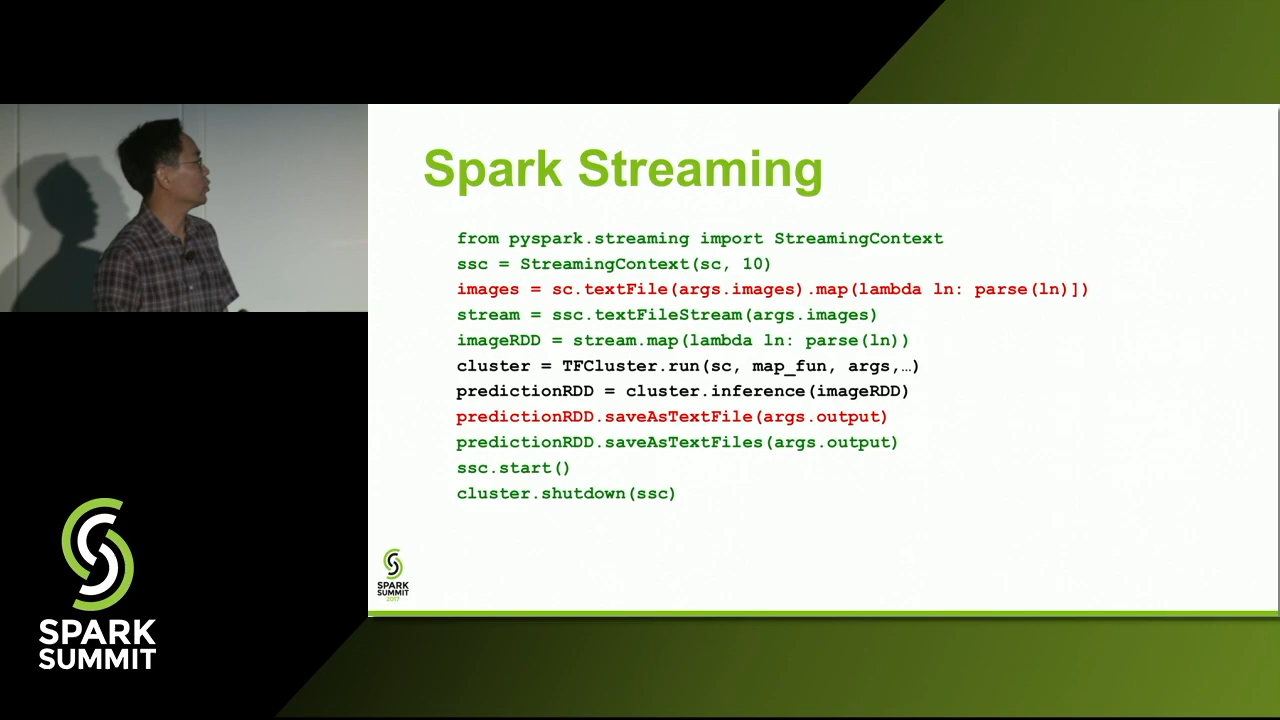 Spark Streaming
from pyspark.streaming import StreamingContext
ssc = StreamingContext(sc, 10)
images = sc.textFile(args.images).map(lambda ln: parse(ln)])
stream = ssc.textFileStream(args.images)
imageRDD = stream.map(lambda ln: parse(ln))
cluster = TFCluster.run(sc, map_fun, args,…)
predictionRDD = cluster.inference(imageRDD)
predictionRDD.saveAsTextFile(args.output)
predictionRDD.saveAsTextFiles(args.output)
ssc.start()
cluster.shutdown(ssc)
SPARK
SUMMIT
2017
SPARK
SUMMIT